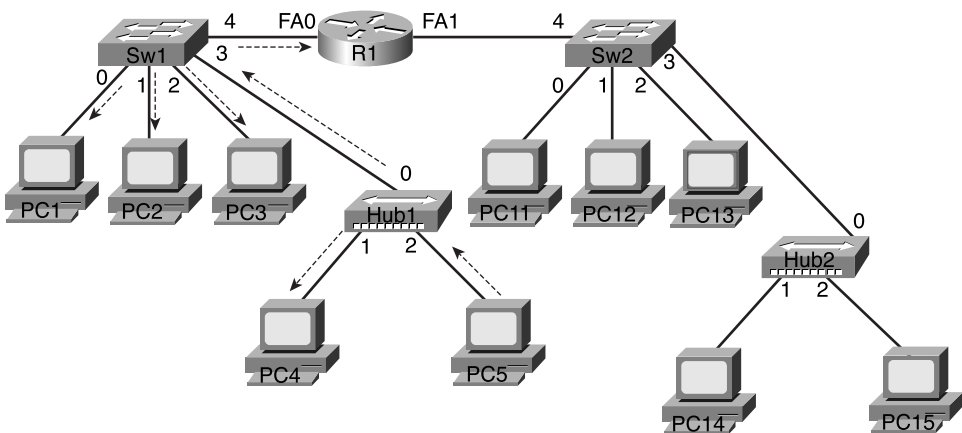 4 FA0 FA1 4
R1
Sw1 Sw2
3 3
0 1 2 0 1 2
PC1 PC2 PC3 PC11 PC12 PC13
0
Hub1
1 2
0
Hub2
1 2
PC4 PC5
PC14 PC15